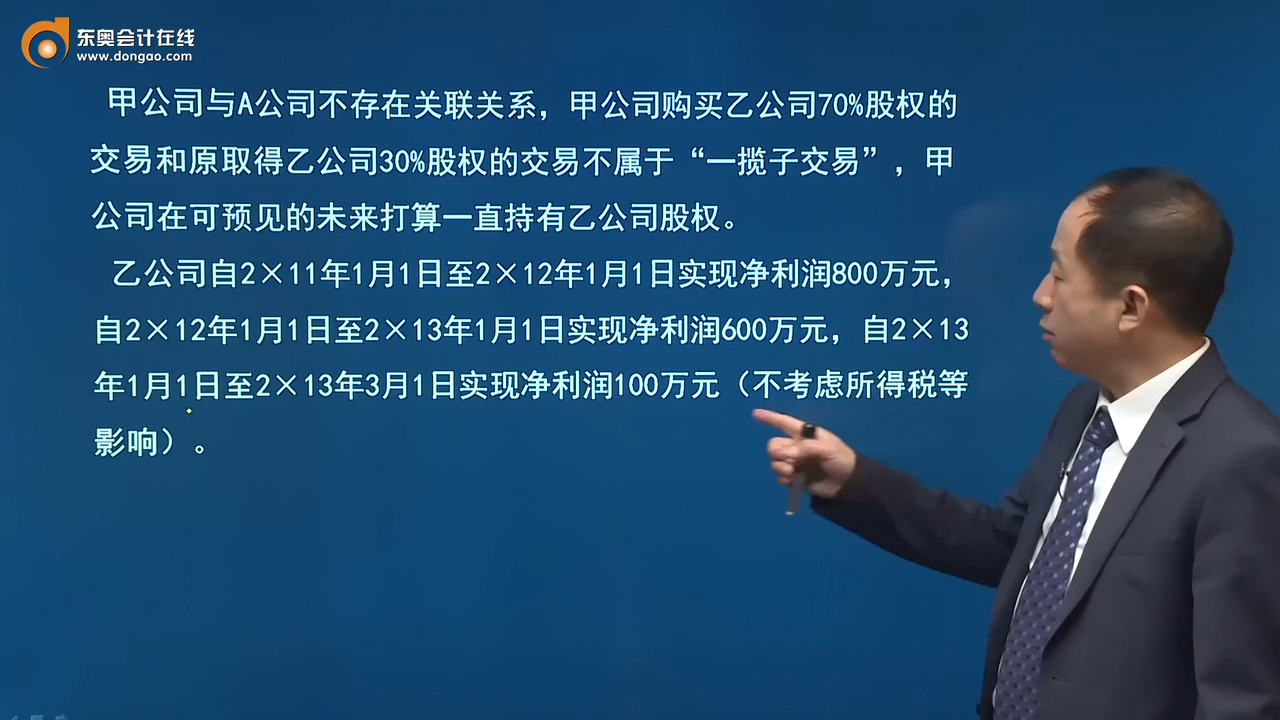 东奥会计在线
www.dongao.com
甲公司与A公司不存在关联关系，甲公司购买乙公司70%股权的
交易和原取得乙公司30%股权的交易不属于“一揽子交易”，甲
公司在可预见的未来打算一直持有乙公司股权。
乙公司自2×11年1月1日至2×12年1月1日实现净利润800万元，
自2×12年1月1日至2×13年1月1日实现净利润600万元，自2×13
年1月1日至2×13年3月1日实现净利润100万元（不考虑所得税等
影响）。